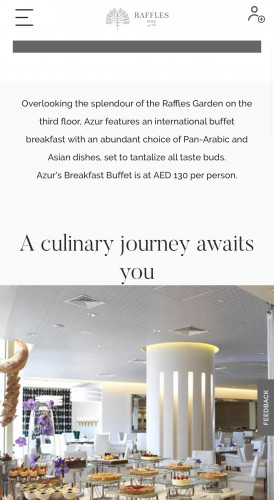 RAFFLES
DUBAI
Overlooking the splendour of the Raffles Garden on the
third floor, Azur features an international buffet
breakfast with an abundant choice of Pan-Arabic and
Asian dishes, set to tantalize all taste buds.
Azur's Breakfast Buffet is at AED 130 per person.
A culinary journey awaits
you
FEEDBACK